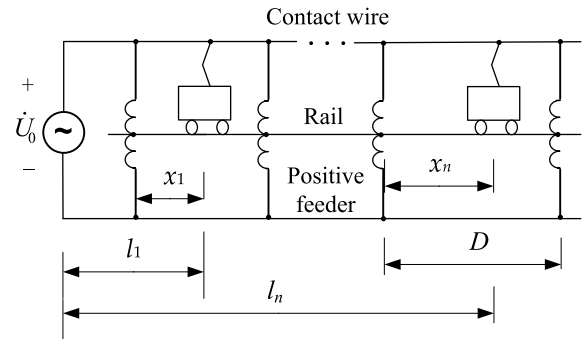 Contact wire
. . .
+
U̇0
~
−
Rail
Positive
feeder
x1
xn
l1
D
ln